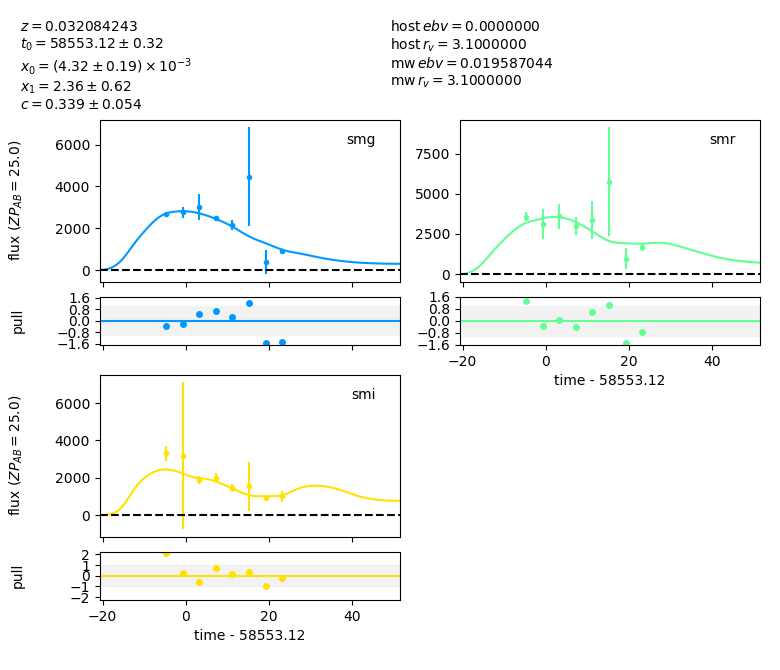 z = 0.032084243
t₀ = 58553.12 ± 0.32
x₀ = (4.32 ± 0.19) × 10⁻³
x₁ = 2.36 ± 0.62
c = 0.339 ± 0.054
host ebv = 0.0000000
host r_v = 3.1000000
mw ebv = 0.019587044
mw r_v = 3.1000000
smg
flux (ZP_AB = 25.0)
6000
4000
2000
0
smr
7500
5000
2500
0
pull
1.6
0.8
0.0
−0.8
−1.6
1.6
0.8
0.0
−0.8
−1.6
−20
0
20
40
time - 58553.12
smi
flux (ZP_AB = 25.0)
6000
4000
2000
0
pull
2
1
0
−1
−2
−20
0
20
40
time - 58553.12